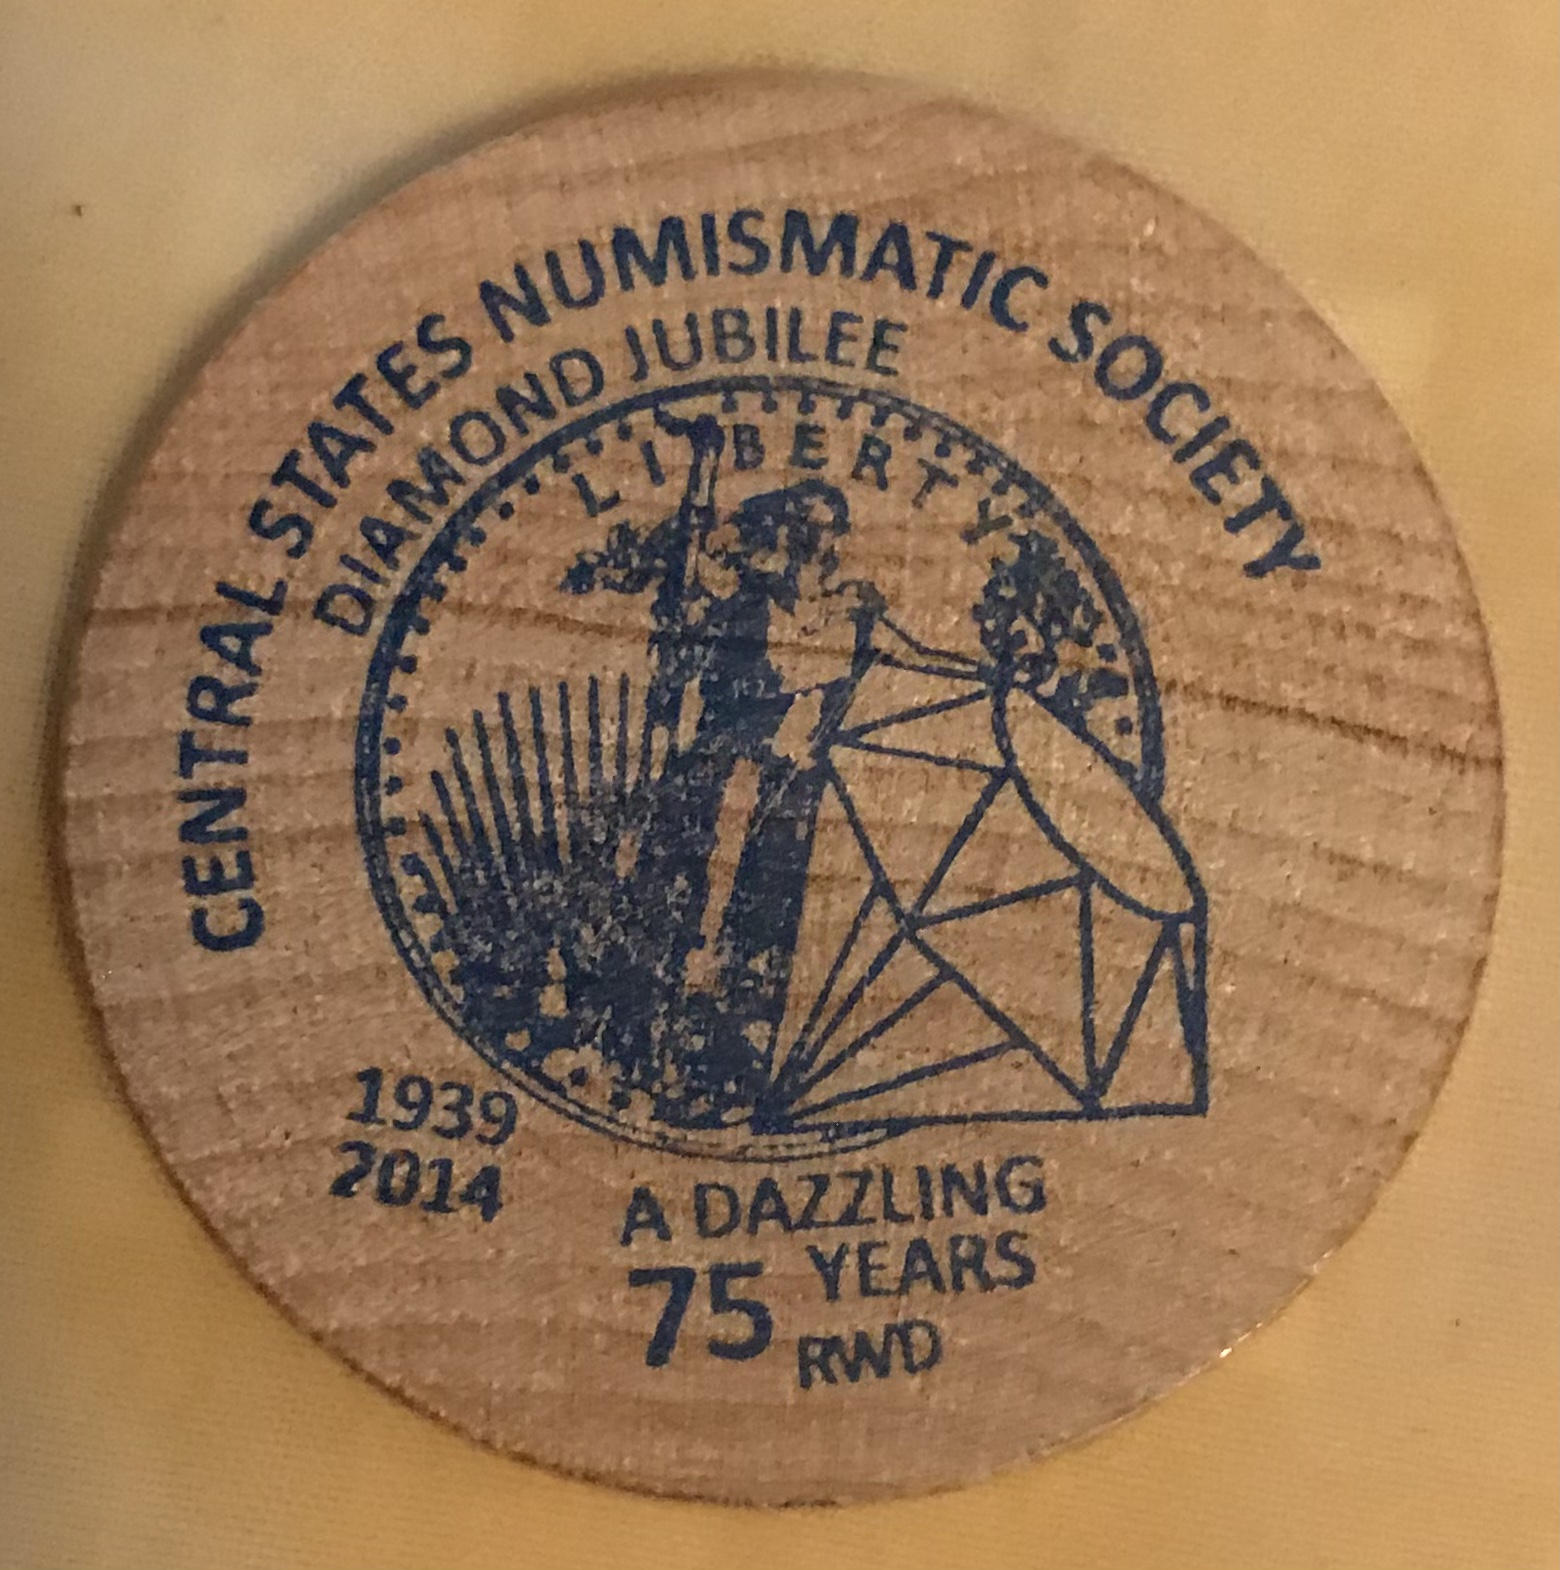 CENTRAL STATES NUMISMATIC SOCIETY
DIAMOND JUBILEE
LIBERTY
1939
2014
A DAZZLING
75 YEARS
RWD